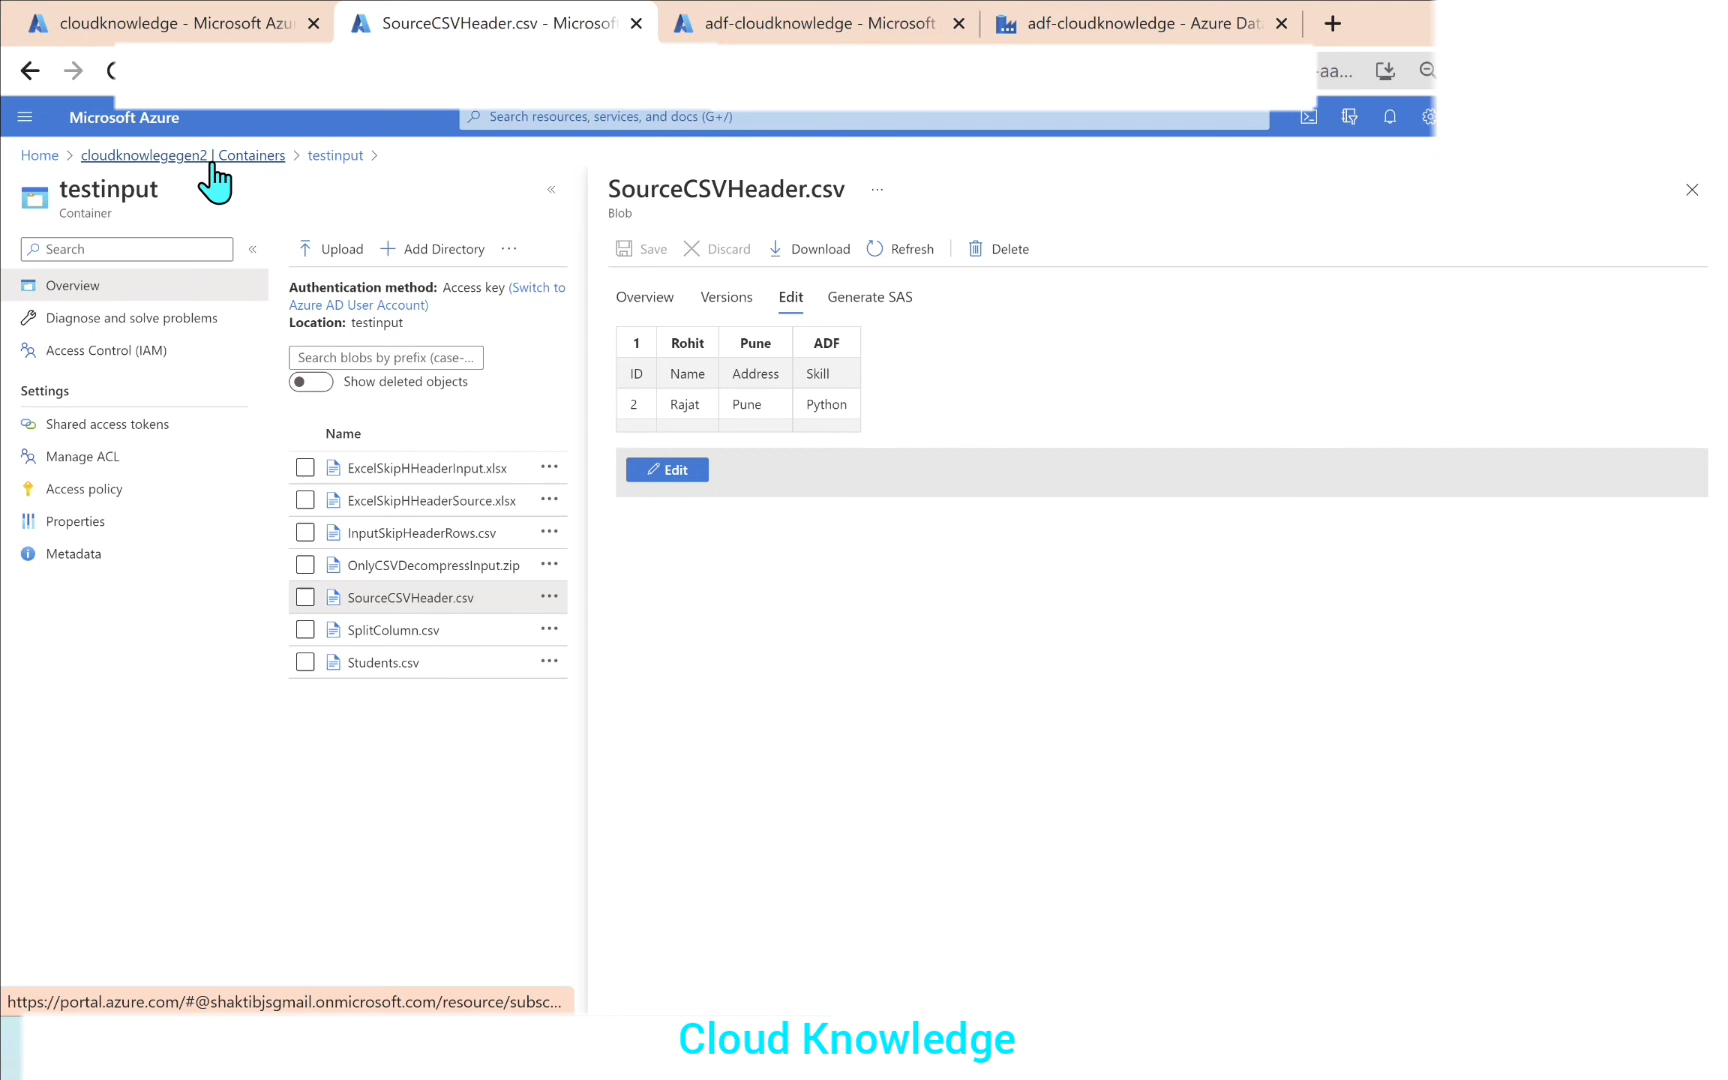 cloudknowledge - Microsoft Azu
SourceCSVHeader.csv - Microsoft
adf-cloudknowledge - Microsoft
adf-cloudknowledge - Azure Dat
-aa...
Microsoft Azure
Search resources, services, and docs (G+/)
Home > cloudknowlegegen2 | Containers > testinput >
testinput
Container
Search
Overview
Diagnose and solve problems
Access Control (IAM)
Settings
Shared access tokens
Manage ACL
Access policy
Properties
Metadata
Upload Add Directory ...
Authentication method: Access key (Switch to
Azure AD User Account)
Location: testinput
Search blobs by prefix (case-...
Show deleted objects
Name
ExcelSkipHHeaderInput.xlsx
ExcelSkipHHeaderSource.xlsx
InputSkipHeaderRows.csv
OnlyCSVDecompressInput.zip
SourceCSVHeader.csv
SplitColumn.csv
Students.csv
SourceCSVHeader.csv ...
Blob
Save Discard Download Refresh Delete
Overview Versions Edit Generate SAS
1 Rohit Pune ADF
ID Name Address Skill
2 Rajat Pune Python
Edit
https://portal.azure.com/#@shaktibjsgmail.onmicrosoft.com/resource/subsc...
Cloud Knowledge